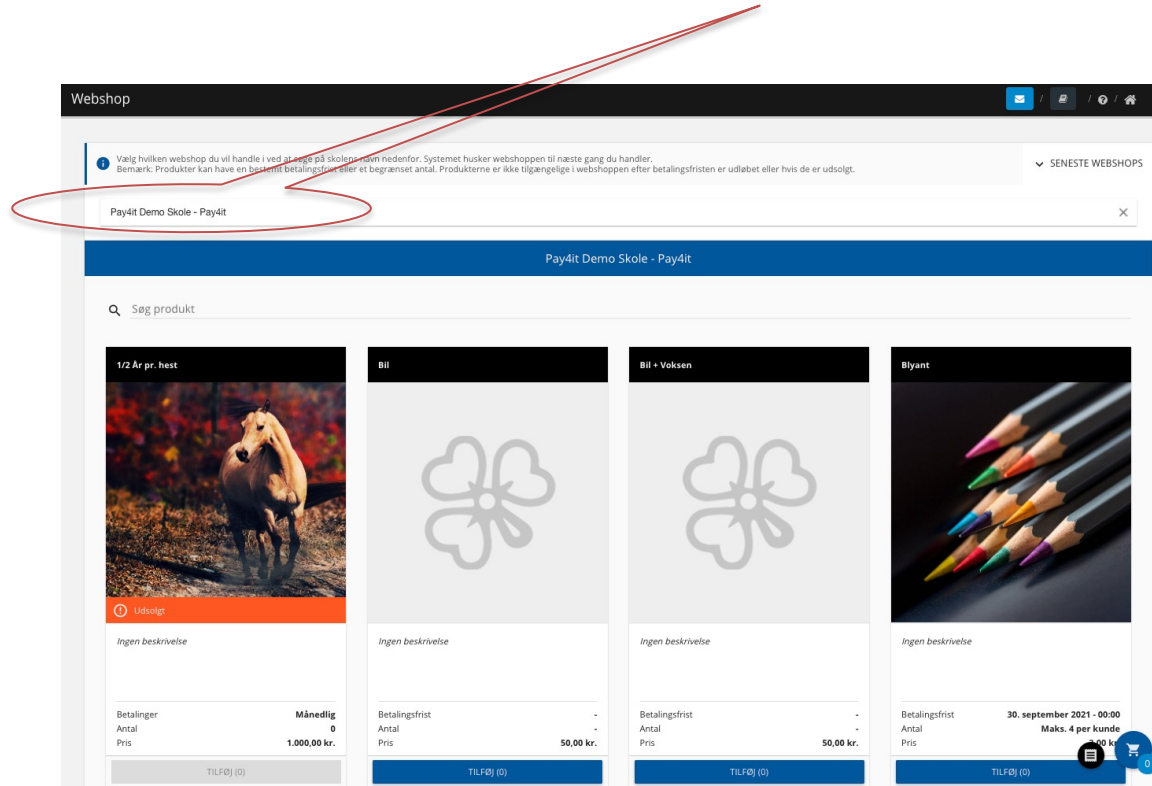 Webshop
/ / /
Vælg hvilken webshop du vil handle i ved at søge på skolens navn nedenfor. Systemet husker webshoppen til næste gang du handler.
Bemærk: Produkter kan have en bestemt betalingsfrist eller et begrænset antal. Produkterne er ikke tilgængelige i webshoppen efter betalingsfristen er udløbet eller hvis de er udsolgt.
SENESTE WEBSHOPS
Pay4it Demo Skole - Pay4it
Pay4it Demo Skole - Pay4it
Søg produkt
1/2 År pr. hest
Udsolgt
Ingen beskrivelse
Betalinger Månedlig
Antal 0
Pris 1.000,00 kr.
TILFØJ (0)
Bil
Ingen beskrivelse
Betalingsfrist -
Antal -
Pris 50,00 kr.
TILFØJ (0)
Bil + Voksen
Ingen beskrivelse
Betalingsfrist -
Antal -
Pris 50,00 kr.
TILFØJ (0)
Blyant
Ingen beskrivelse
Betalingsfrist 30. september 2021 - 00:00
Antal Maks. 4 per kunde
Pris
TILFØJ (0)
0